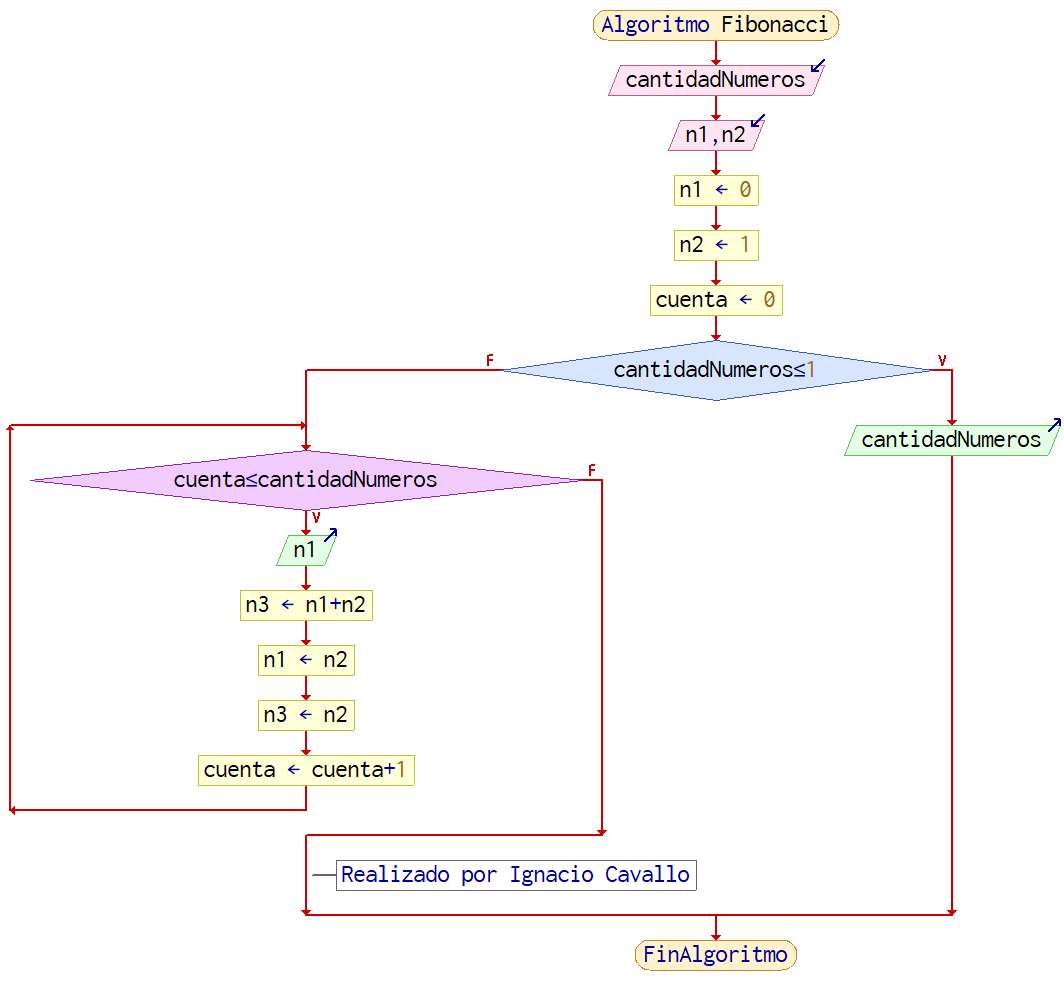 Algoritmo Fibonacci
cantidadNumeros
n1,n2
n1 ← 0
n2 ← 1
cuenta ← 0
F
cantidadNumeros≤1
V
cantidadNumeros
cuenta≤cantidadNumeros
F
V
n1
n3 ← n1+n2
n1 ← n2
n3 ← n2
cuenta ← cuenta+1
Realizado por Ignacio Cavallo
FinAlgoritmo